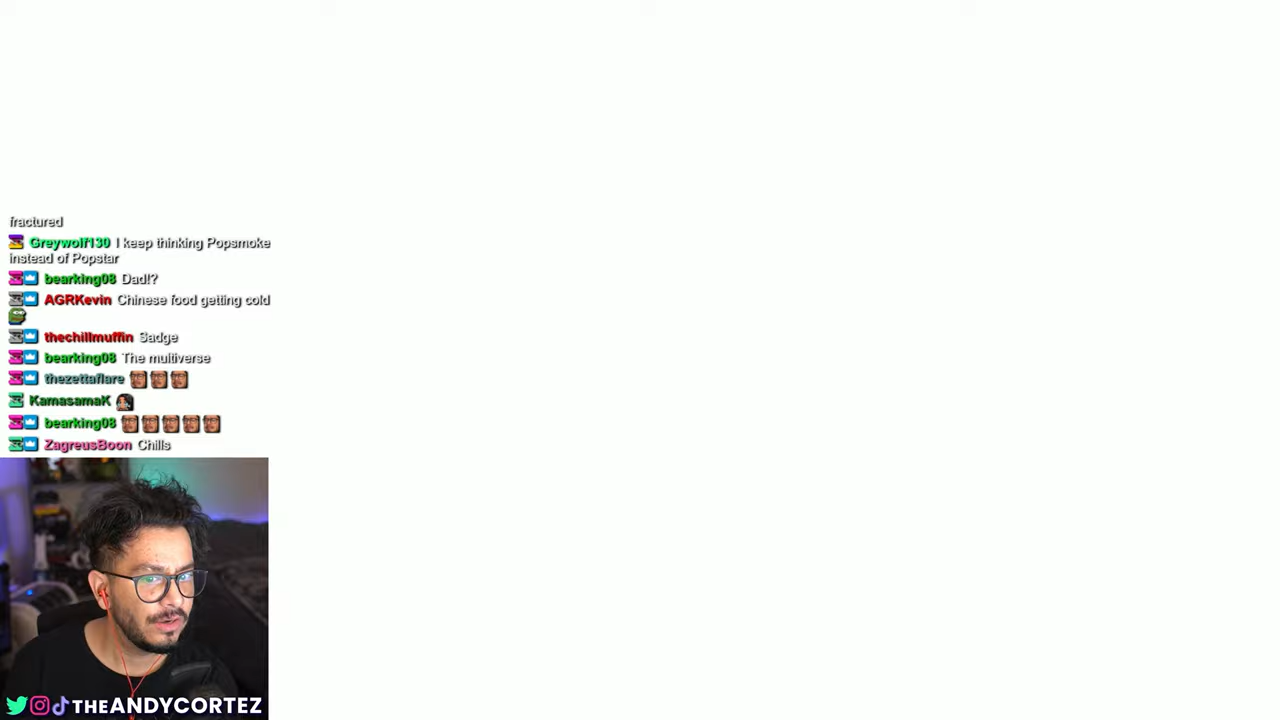 fractured
Greywolf130 I keep thinking Popsmoke
instead of Popstar
bearking08 Dad!?
AGRKevin Chinese food getting cold
thechillmuffin Sadge
bearking08 The multiverse
thezettaflare
KamasamaK
bearking08
ZagreusBoon Chills
THEANDYCORTEZ